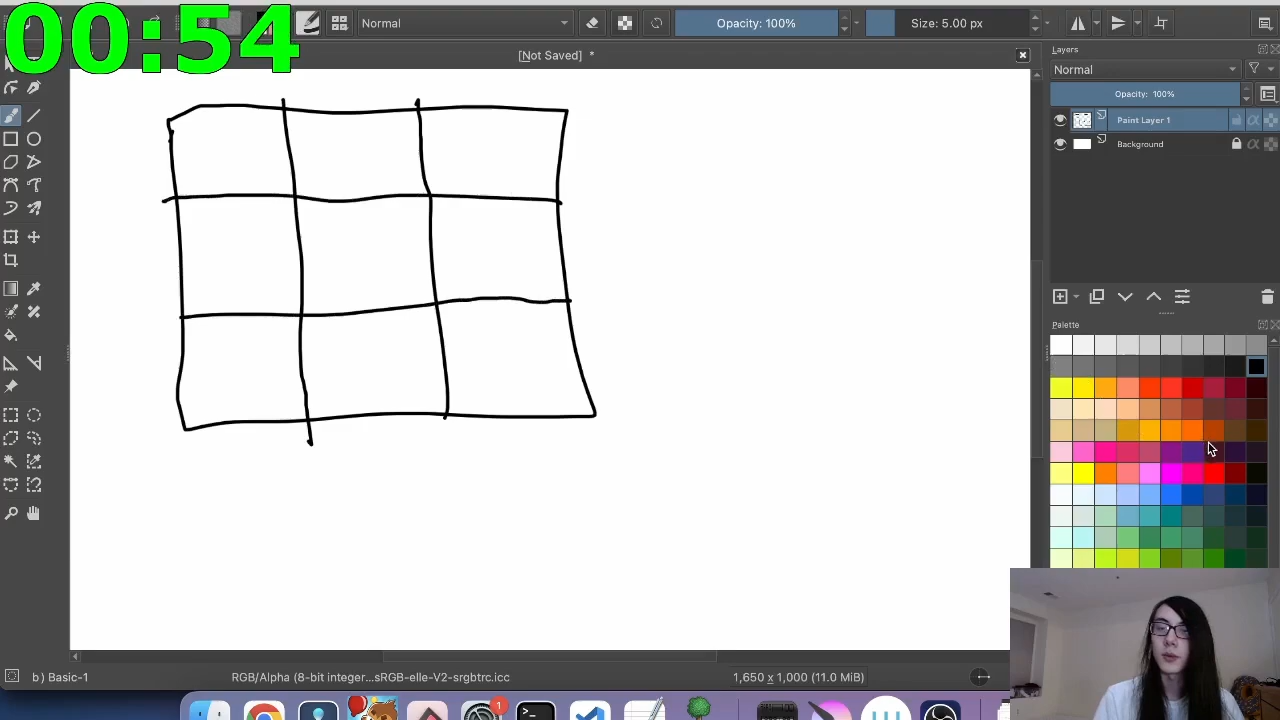 00:54
Normal
Opacity: 100%
Size: 5.00 px
[Not Saved] *
Layers
Normal
Opacity: 100%
Paint Layer 1
Background
Palette
b) Basic-1
RGB/Alpha (8-bit integer...sRGB-elle-V2-srgbtrc.icc
1,650 x 1,000 (11.0 MiB)
1